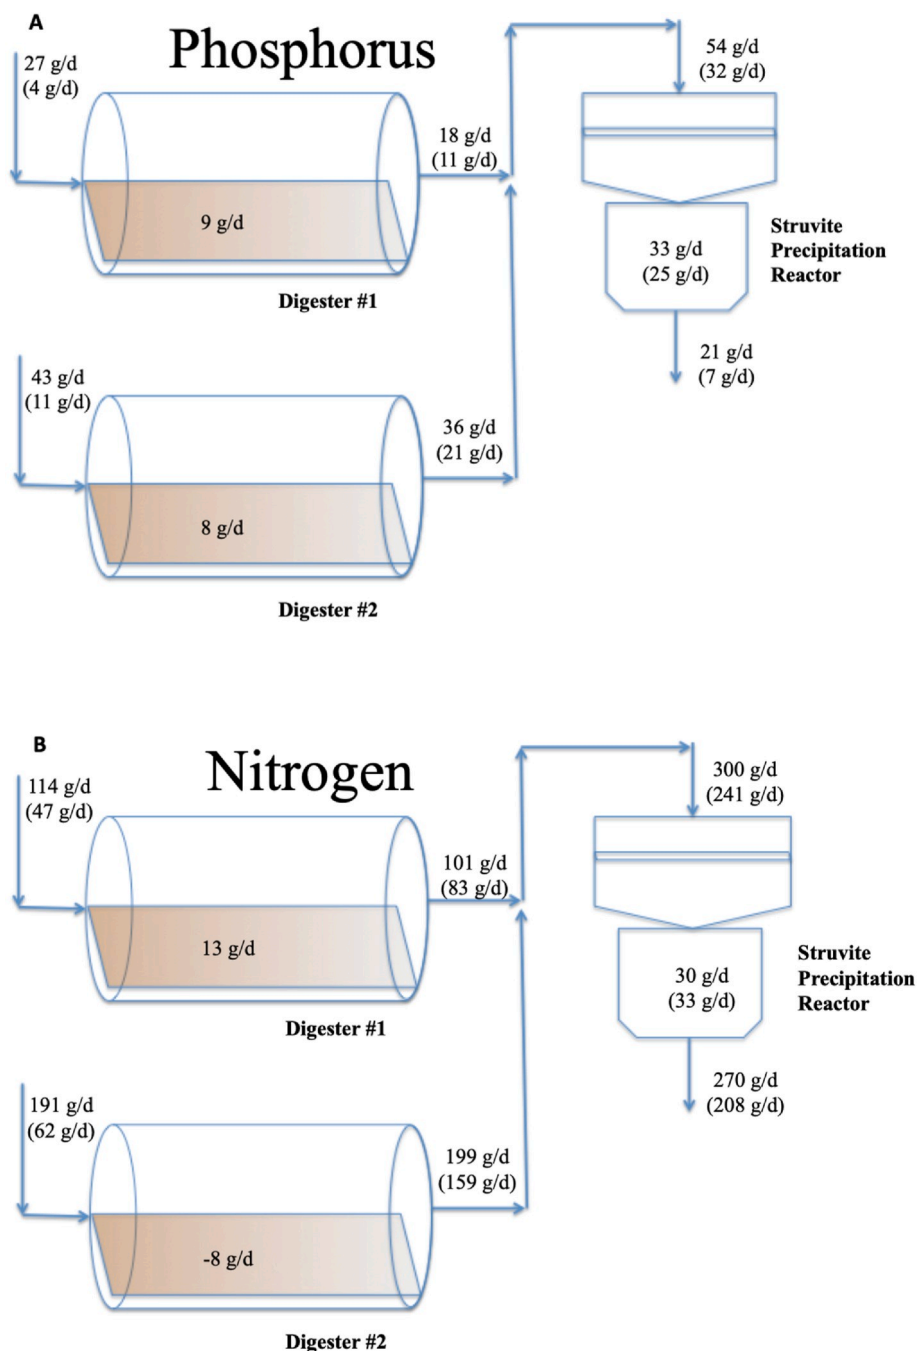 A
Phosphorus
27 g/d
(4 g/d)
54 g/d
(32 g/d)
18 g/d
(11 g/d)
9 g/d
33 g/d
(25 g/d)
Struvite
Precipitation
Reactor
Digester #1
21 g/d
(7 g/d)
43 g/d
(11 g/d)
36 g/d
(21 g/d)
8 g/d
Digester #2
B
Nitrogen
114 g/d
(47 g/d)
300 g/d
(241 g/d)
101 g/d
(83 g/d)
13 g/d
30 g/d
(33 g/d)
Struvite
Precipitation
Reactor
Digester #1
270 g/d
(208 g/d)
191 g/d
(62 g/d)
199 g/d
(159 g/d)
-8 g/d
Digester #2